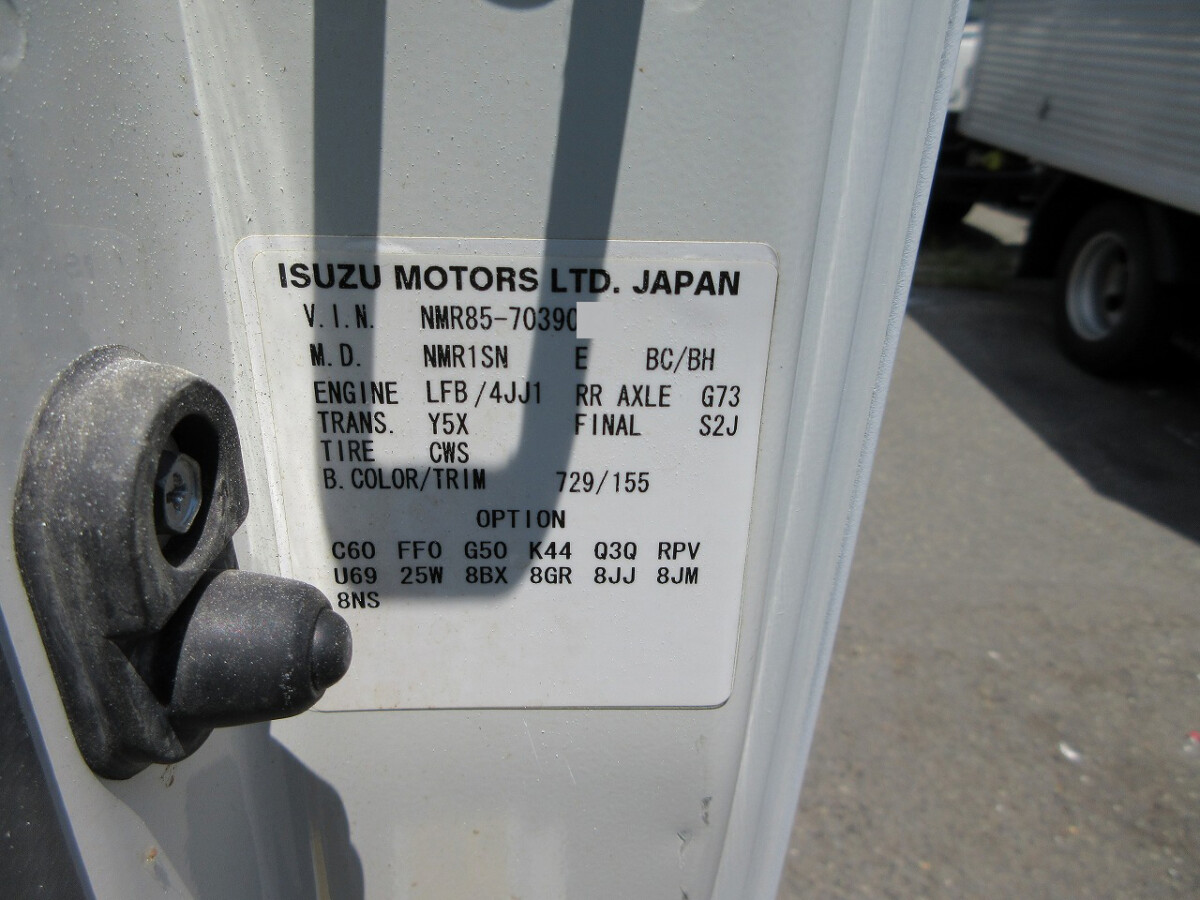 ISUZU MOTORS LTD. JAPAN
V.I.N. NMR85-70390
M.D. NMR1SN E BC/BH
ENGINE LFB/4JJ1 RR AXLE G73
TRANS. Y5X FINAL S2J
TIRE CWS
B.COLOR/TRIM 729/155
OPTION
C60 FF0 G50 K44 Q3Q RPV
U69 25W 8BX 8GR 8JJ 8JM
8NS